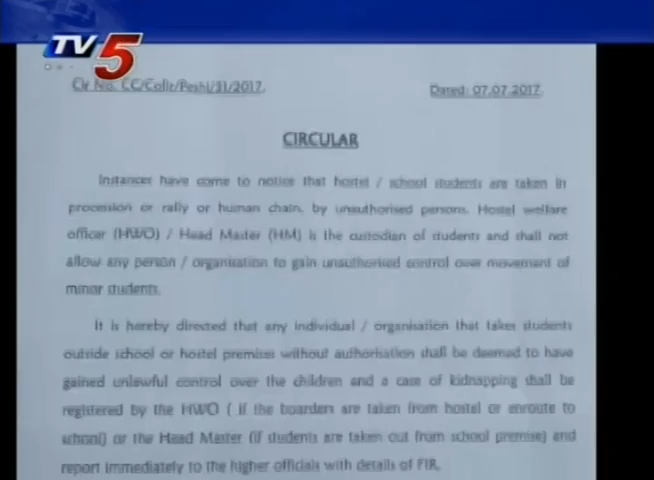 TV5
Cir No. CC/Collr/Peshi/11/2017. Dated: 07.07.2017.
CIRCULAR
Instances have come to notice that hostel / school students are taken in
procession or rally or human chain, by unauthorised persons. Hostel welfare
officer (HWO) / Head Master (HM) is the custodian of students and shall not
allow any person / organisation to gain unauthorised control over movement of
minor students.
It is hereby directed that any individual / organisation that takes students
outside school or hostel premises without authorisation shall be deemed to have
gained unlawful control over the children and a case of kidnapping shall be
registered by the HWO ( if the boarders are taken from hostel or enroute to
school) or the Head Master (if students are taken out from school premise) and
report immediately to the higher officials with details of FIR.